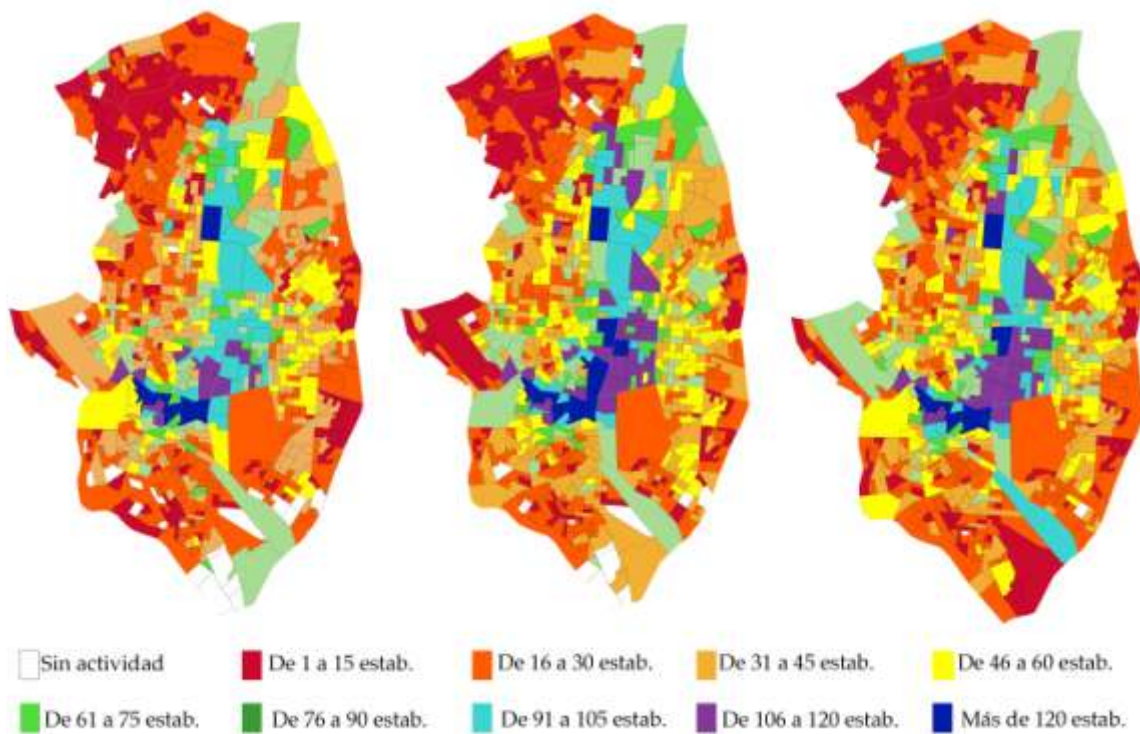 Sin actividad De 1 a 15 estab. De 16 a 30 estab. De 31 a 45 estab. De 46 a 60 estab.
De 61 a 75 estab. De 76 a 90 estab. De 91 a 105 estab. De 106 a 120 estab. Más de 120 estab.